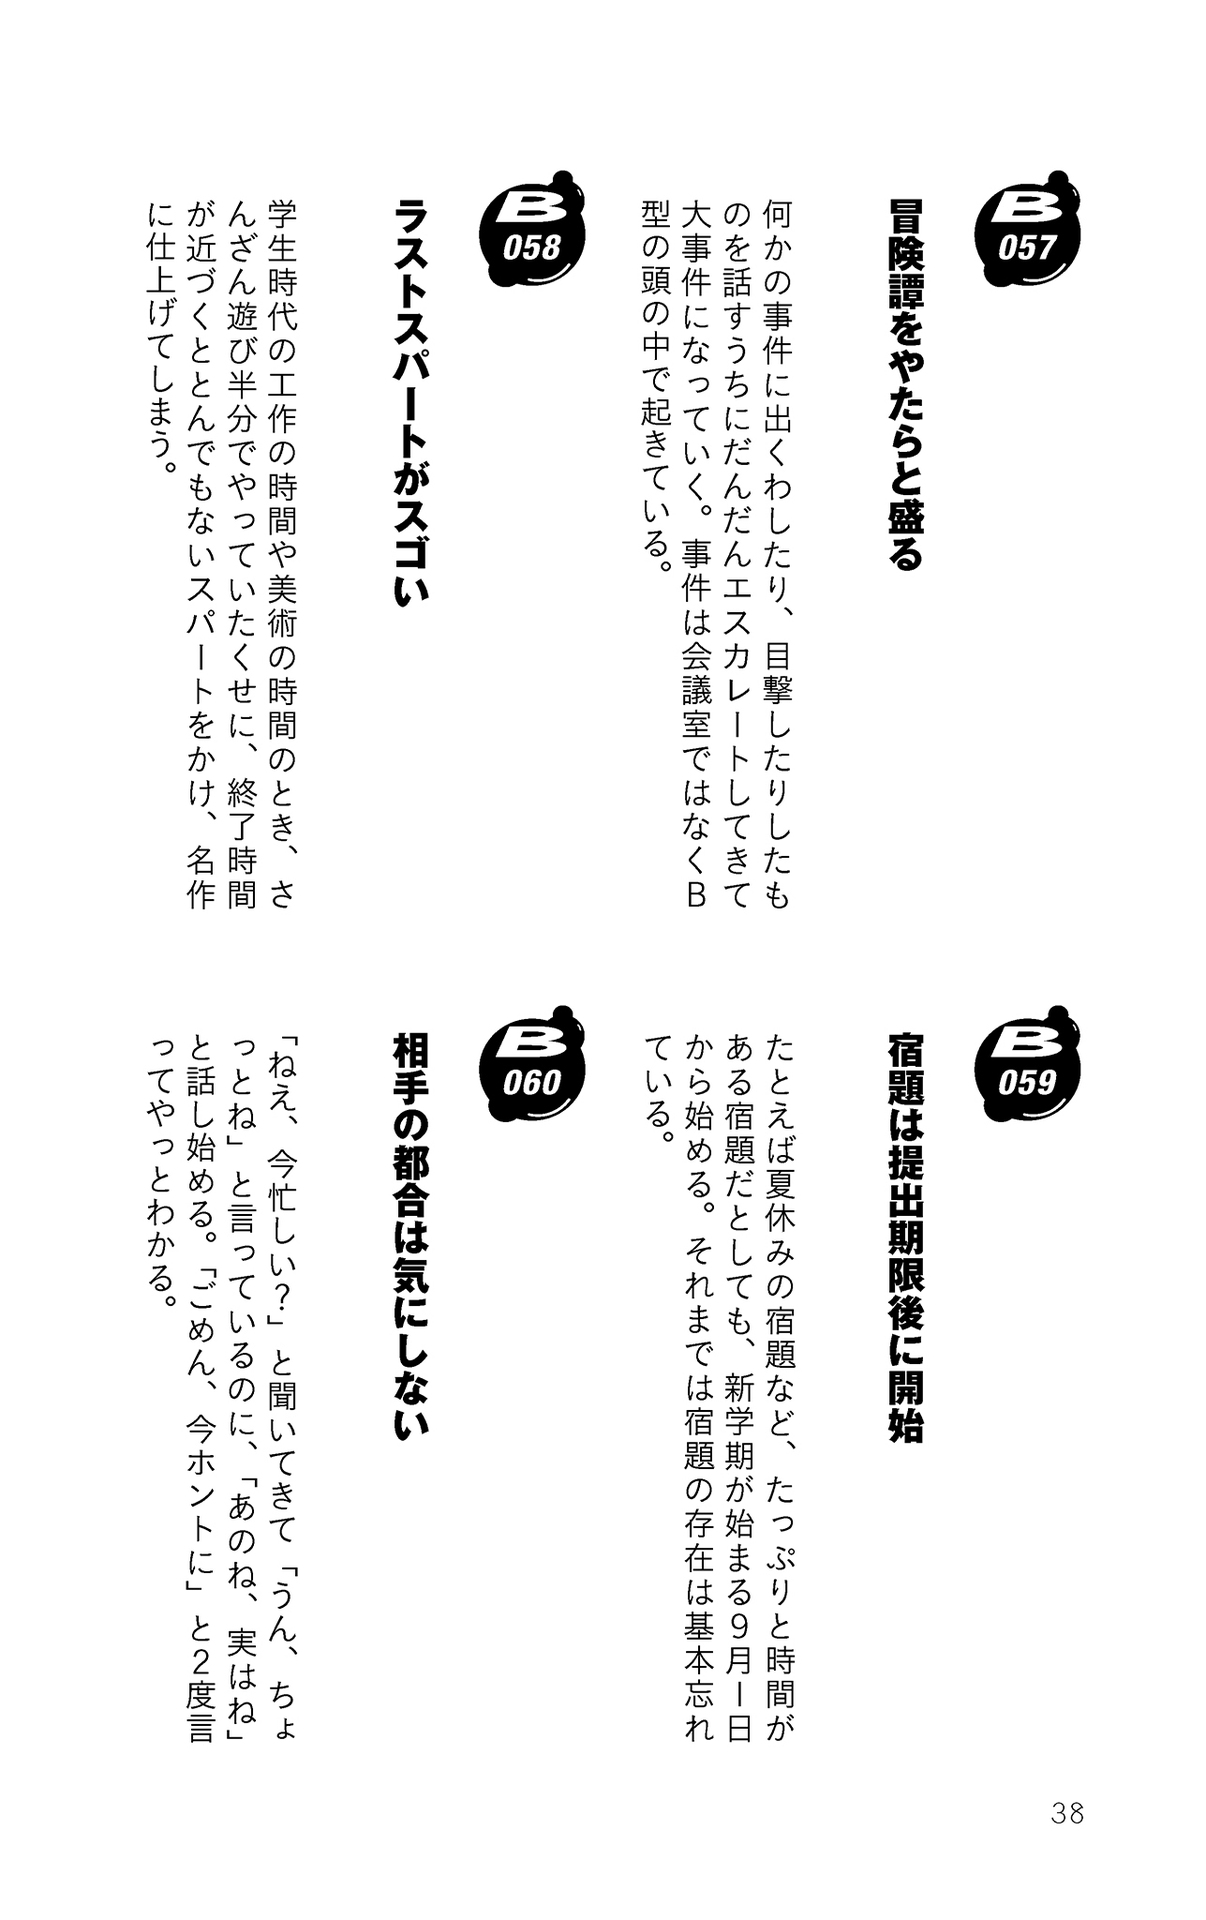 B
057
冒険譚をやたらと盛る
何かの事件に出くわしたり、目撃したりしたも
のを話すうちにだんだんエスカレートしてきて
大事件になっていく。事件は会議室ではなくB
型の頭の中で起きている。
B
058
ラストスパートがスゴい
学生時代の工作の時間や美術の時間のとき、さ
んざん遊び半分でやっていたくせに、終了時間
が近づくととんでもないスパートをかけ、名作
に仕上げてしまう。
B
059
宿題は提出期限後に開始
たとえば夏休みの宿題など、たっぷりと時間が
ある宿題だとしても、新学期が始まる9月1日
から始める。それまでは宿題の存在は基本忘れ
ている。
B
060
相手の都合は気にしない
「ねえ、今忙しい?」と聞いてきて「うん、ちょ
っとね」と言っているのに、「あのね、実はね」
と話し始める。「ごめん、今ホントに」と2度言
ってやっとわかる。
38